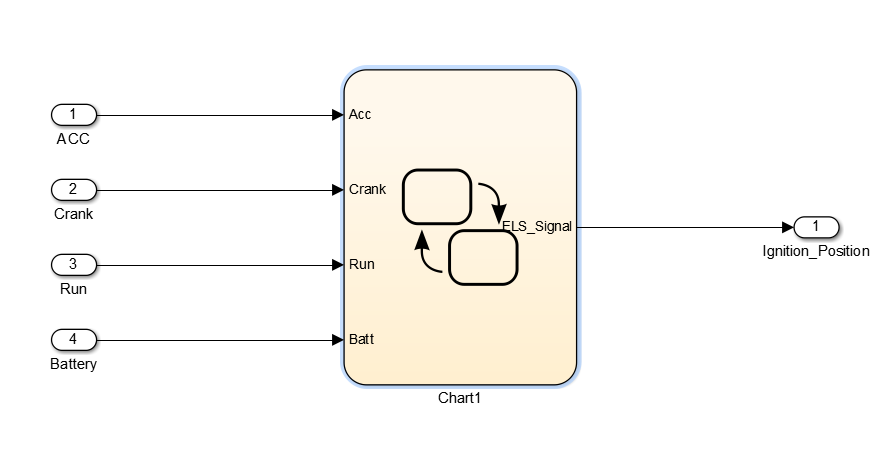 1
ACC
Acc
2
Crank
Crank
ELS_Signal
1
Ignition_Position
3
Run
Run
4
Battery
Batt
Chart1